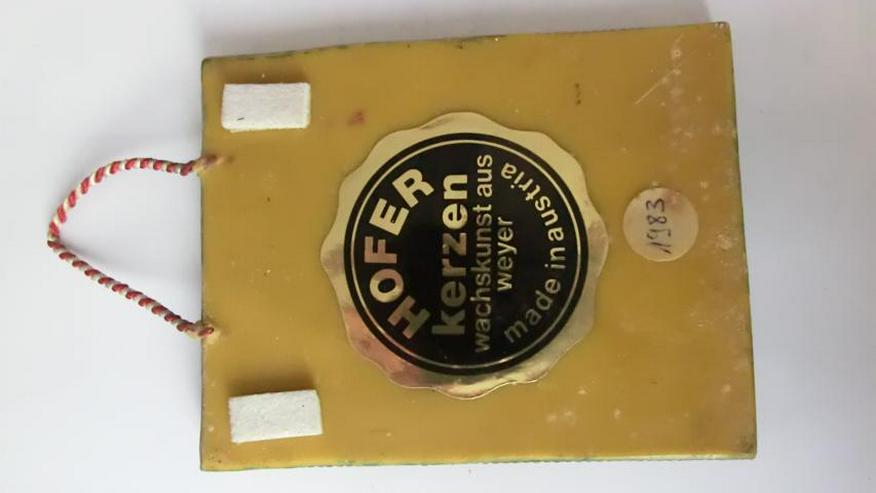 HOFER
kerzen
wachskunst aus
weyer
made in austria
1983